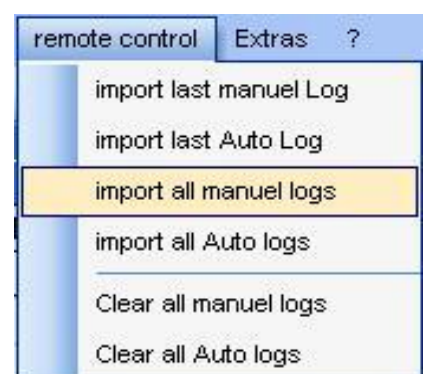 remote control Extras ?
import last manuel Log
import last Auto Log
import all manuel logs
import all Auto logs
Clear all manuel logs
Clear all Auto logs